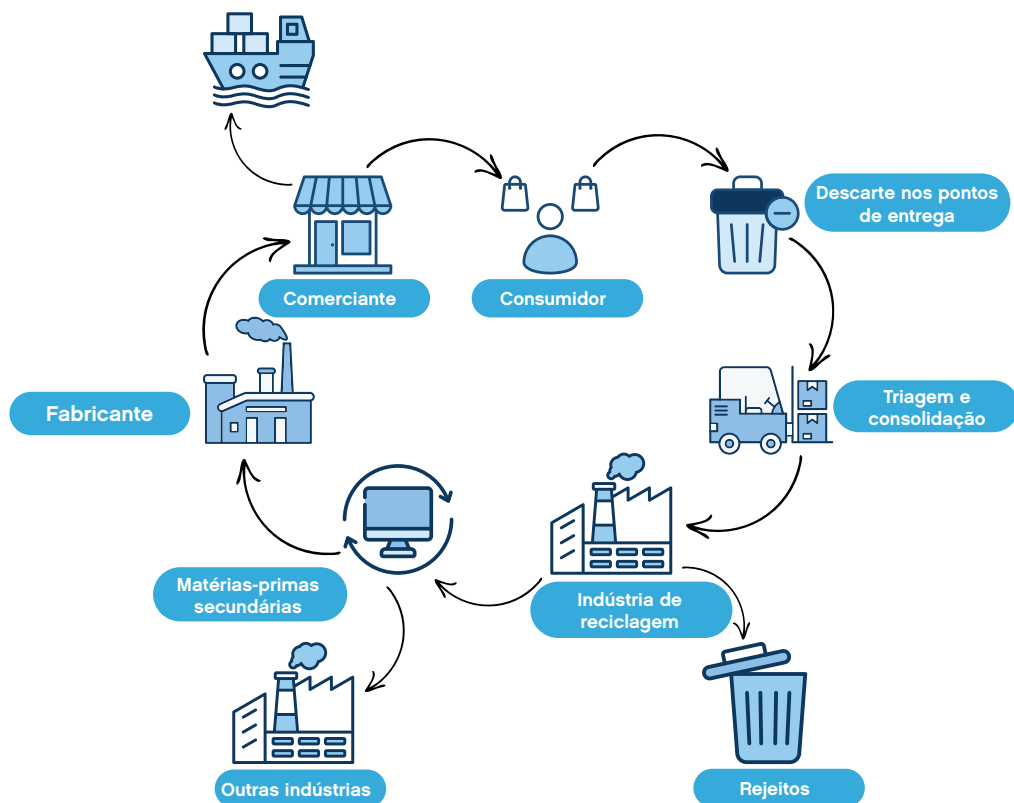 Descarte nos pontos
de entrega
Comerciante
Consumidor
Fabricante
Triagem e
consolidação
Matérias-primas
secundárias
Indústria de
reciclagem
Outras indústrias
Rejeitos